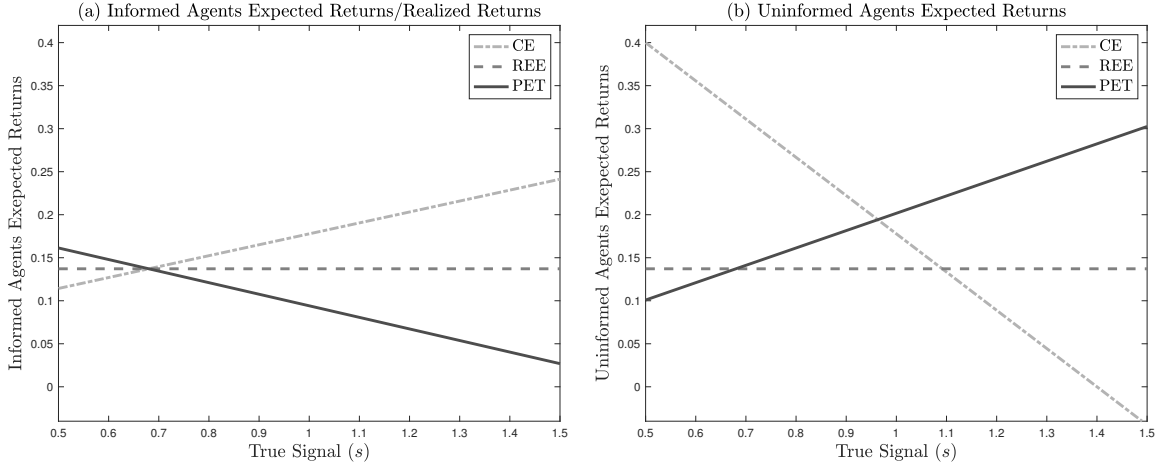 (a) Informed Agents Expected Returns/Realized Returns
Informed Agents Exepected Returns
0.4
0.35
0.3
0.25
0.2
0.15
0.1
0.05
0
CE
REE
PET
0.5 0.6 0.7 0.8 0.9 1 1.1 1.2 1.3 1.4 1.5
True Signal (s)
(b) Uninformed Agents Expected Returns
Uninformed Agents Exepected Returns
0.4
0.35
0.3
0.25
0.2
0.15
0.1
0.05
0
CE
REE
PET
0.5 0.6 0.7 0.8 0.9 1 1.1 1.2 1.3 1.4 1.5
True Signal (s)